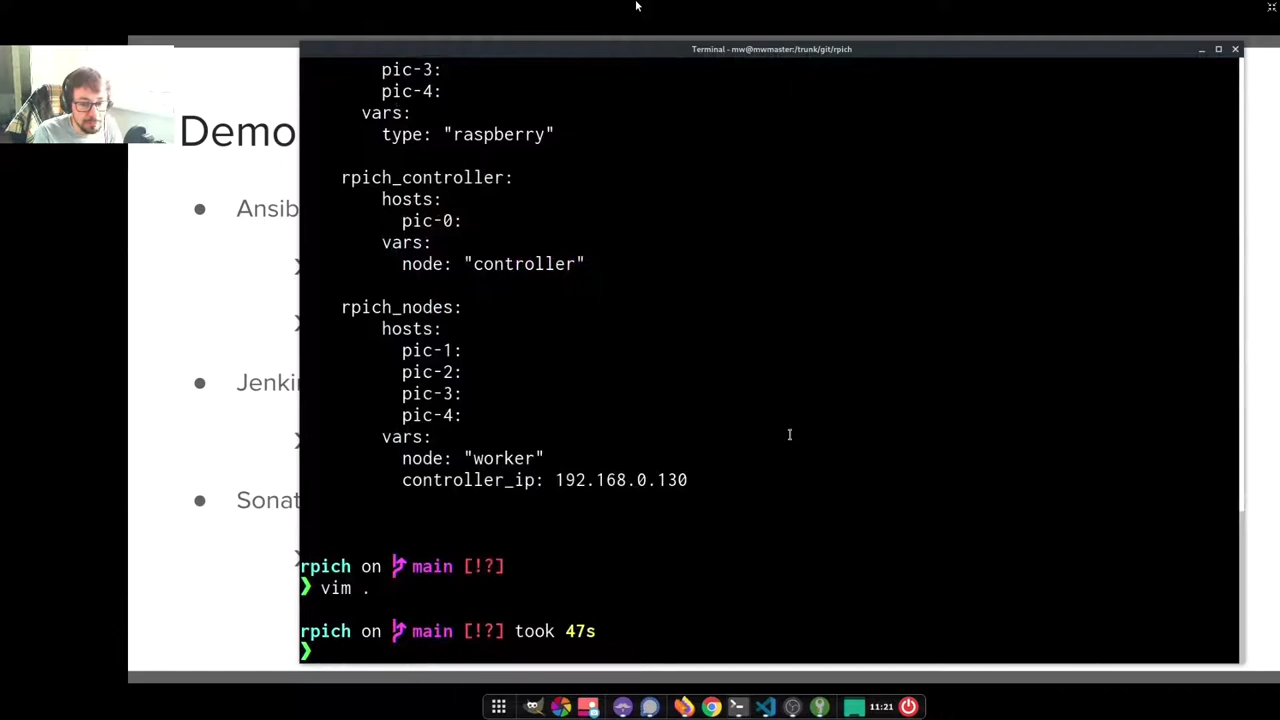 Terminal - mw@mwmaster:/trunk/git/rpich
Demo
Ansib
Jenki
Sonat
pic-3:
pic-4:
vars:
type: "raspberry"
rpich_controller:
hosts:
pic-0:
vars:
node: "controller"
rpich_nodes:
hosts:
pic-1:
pic-2:
pic-3:
pic-4:
vars:
node: "worker"
controller_ip: 192.168.0.130
rpich on main [!?]
❯ vim .
rpich on main [!?] took 47s
❯
11:21